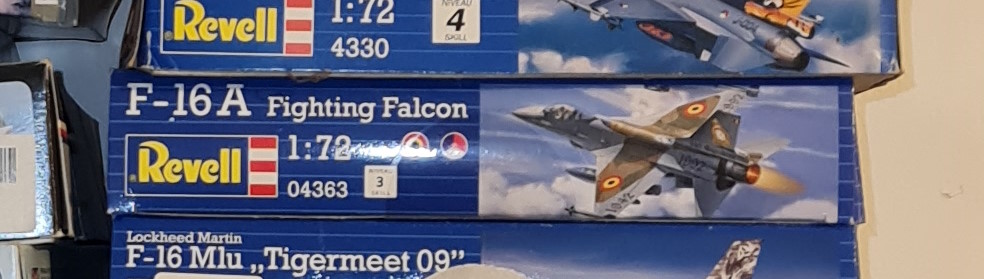 Revell
1:72
4330
NIVEAU
4
SKILL
F-16A Fighting Falcon
Revell
1:72
04363
NIVEAU
3
SKILL
Lockheed Martin
F-16 Mlu „Tigermeet 09”